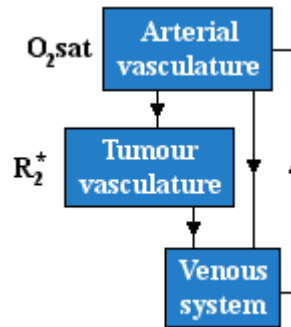 O₂sat
Arterial
vasculature
R₂*
Tumour
vasculature
Venous
system